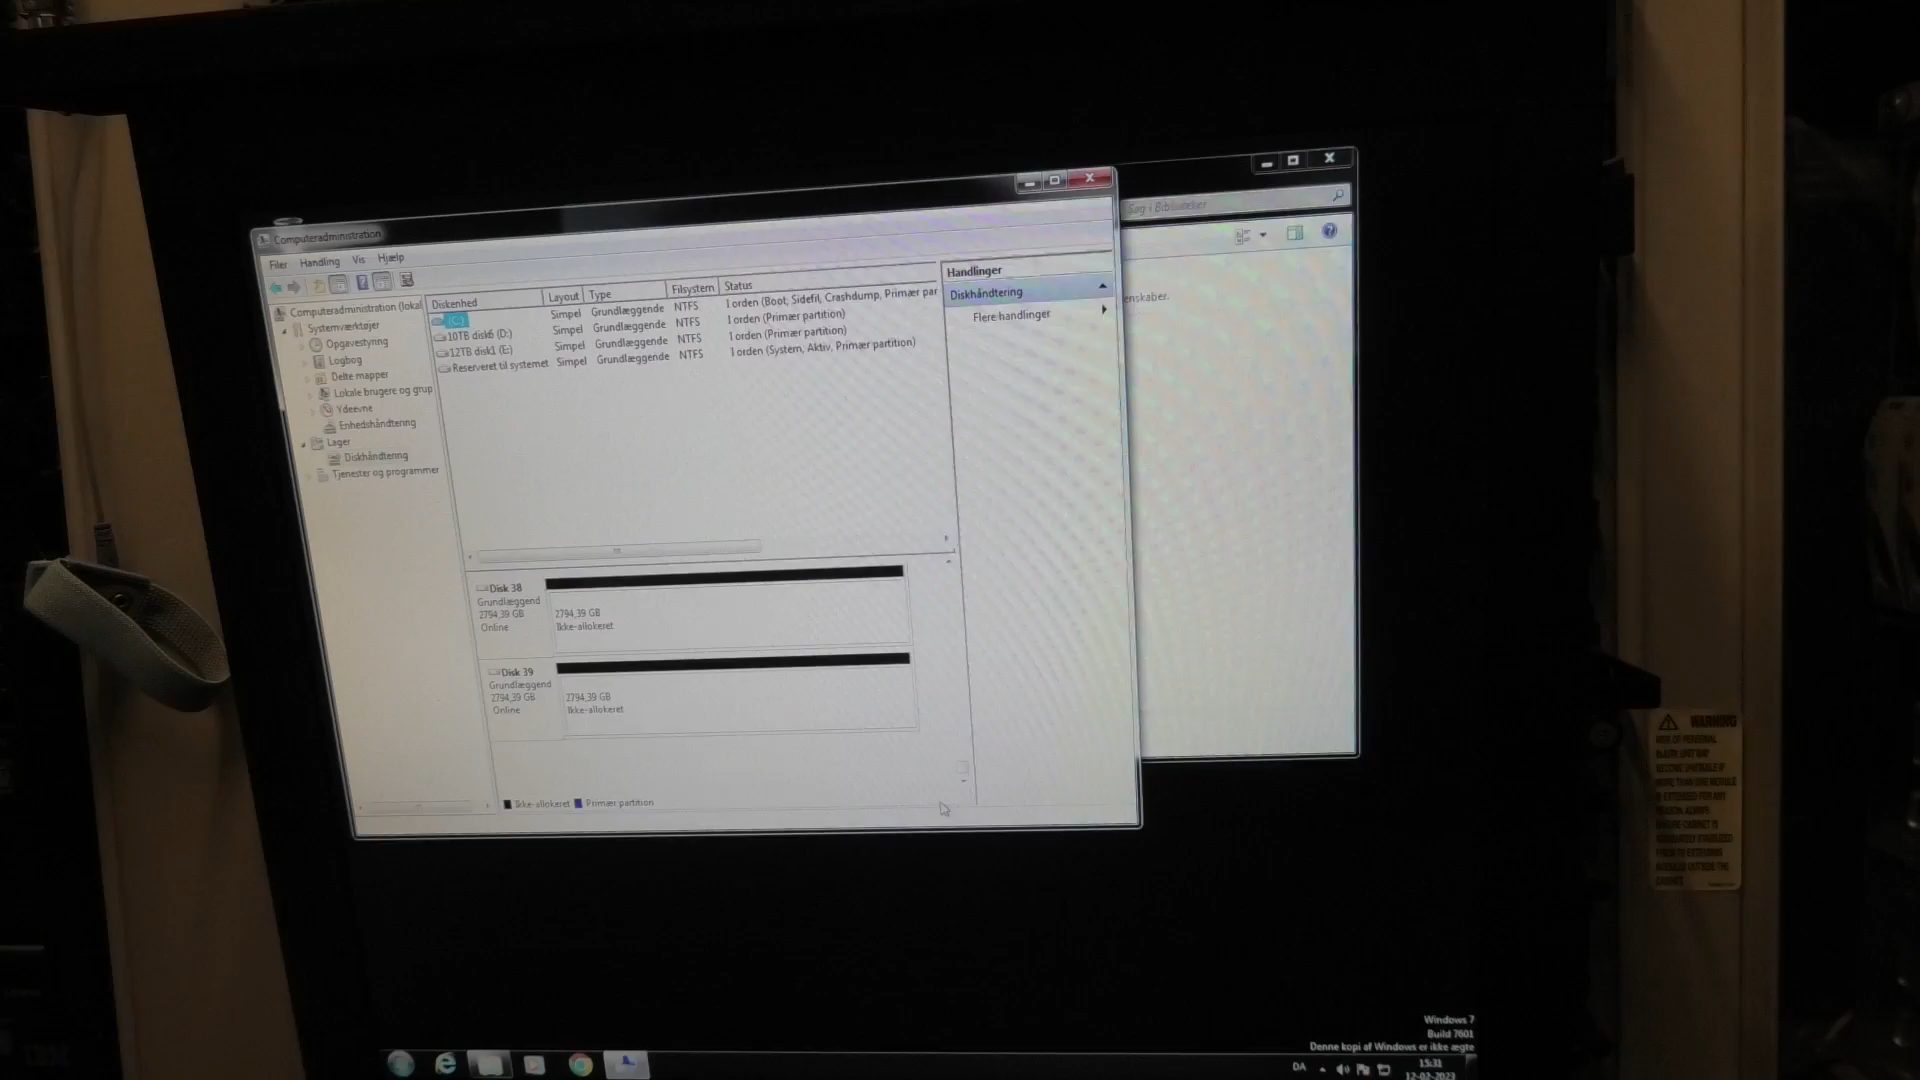 Computeradministration
Filer Handling Vis Hjælp
Computeradministration (lokal
Systemværktøjer
Opgavestyring
Logbog
Delte mapper
Lokale brugere og grup
Ydeevne
Enhedshåndtering
Lager
Diskhåndtering
Tjenester og programmer
Diskenhed Layout Type Filsystem Status
(C:) Simpel Grundlæggende NTFS I orden (Boot, Sidefil, Crashdump, Primær par
10TB disk6 (D:) Simpel Grundlæggende NTFS I orden (Primær partition)
12TB disk1 (E:) Simpel Grundlæggende NTFS I orden (Primær partition)
Reserveret til systemet Simpel Grundlæggende NTFS I orden (System, Aktiv, Primær partition)
Disk 38
Grundlæggend
2794,39 GB
Online
2794,39 GB
Ikke-allokeret
Disk 39
Grundlæggend
2794,39 GB
Online
2794,39 GB
Ikke-allokeret
Ikke-allokeret Primær partition
Handlinger
Diskhåndtering
Flere handlinger
Søg i Biblioteker
enskaber.
WARNING
Windows 7
Build 7601
Denne kopi af Windows er ikke ægte
DA
15:31
12-02-2023